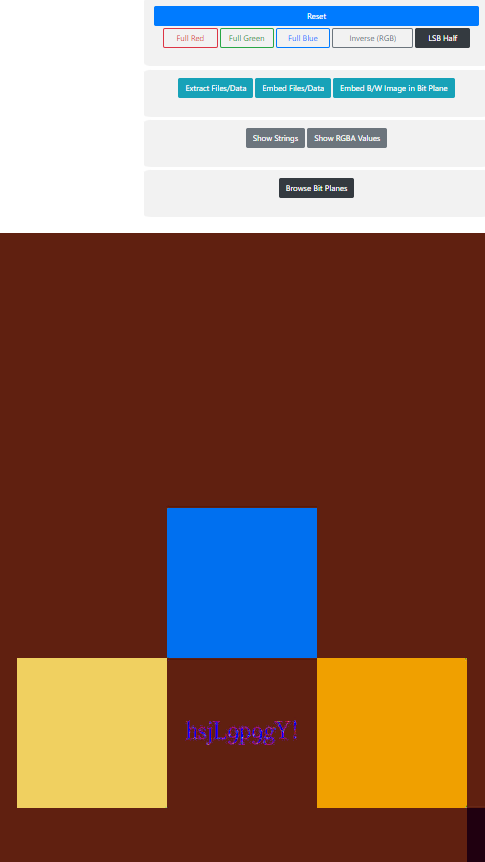 Reset
Full Red Full Green Full Blue Inverse (RGB) LSB Half
Extract Files/Data Embed Files/Data Embed B/W Image in Bit Plane
Show Strings Show RGBA Values
Browse Bit Planes
hsjLgpggY!